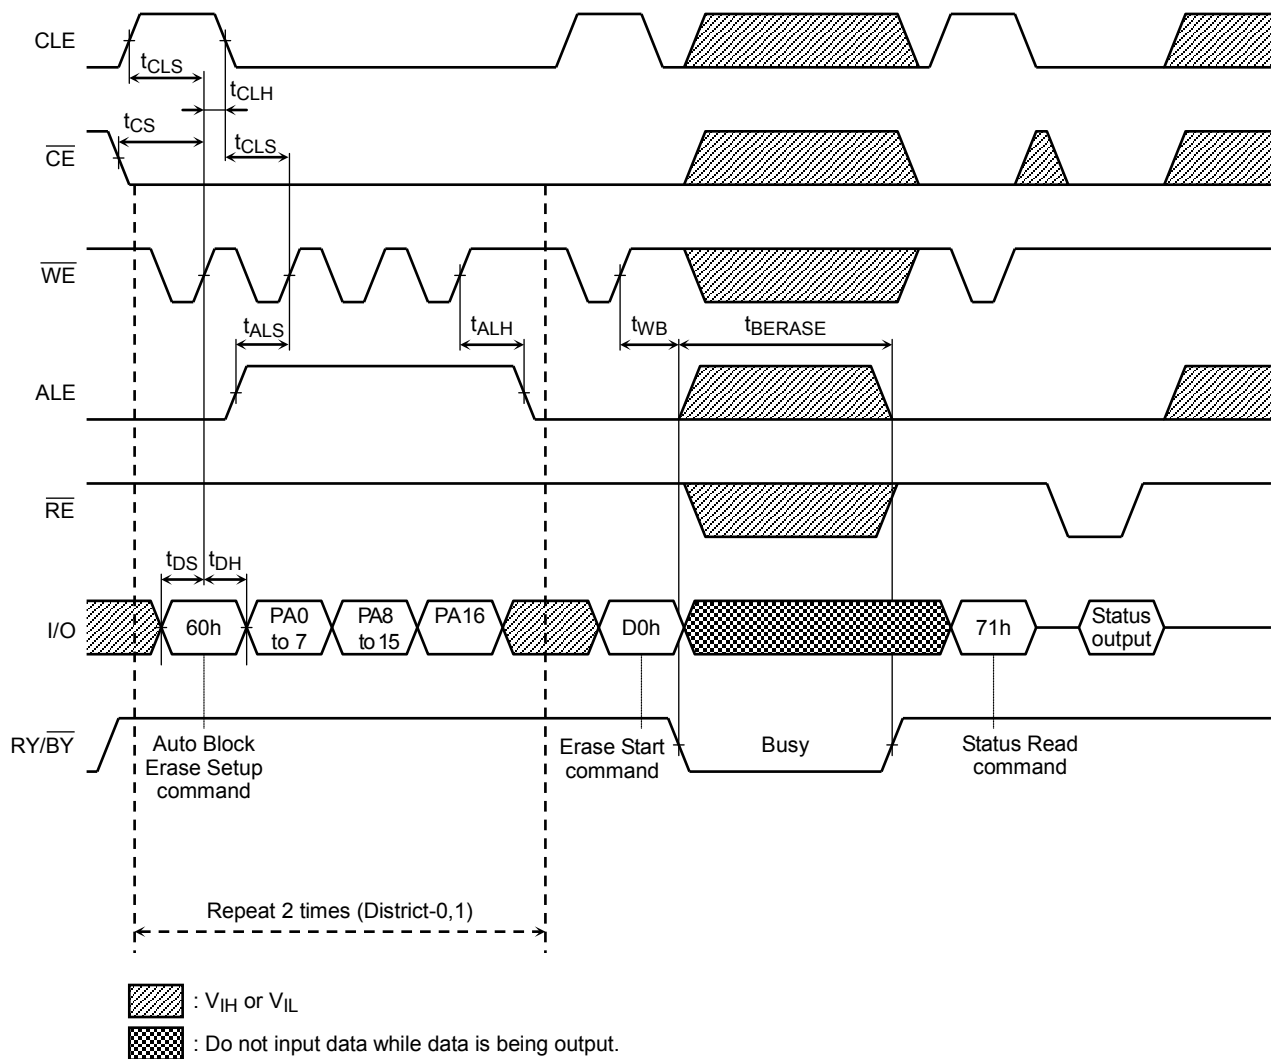 CLE
tCLS
tCLH
tCS
CE
tCLS
WE
tALS
tALH
tWB
tBERASE
ALE
RE
tDS
tDH
I/O
60h
PA0
to 7
PA8
to 15
PA16
D0h
71h
Status
output
RY/BY
Auto Block
Erase Setup
command
Erase Start
command
Busy
Status Read
command
Repeat 2 times (District-0,1)
: VIH or VIL
: Do not input data while data is being output.